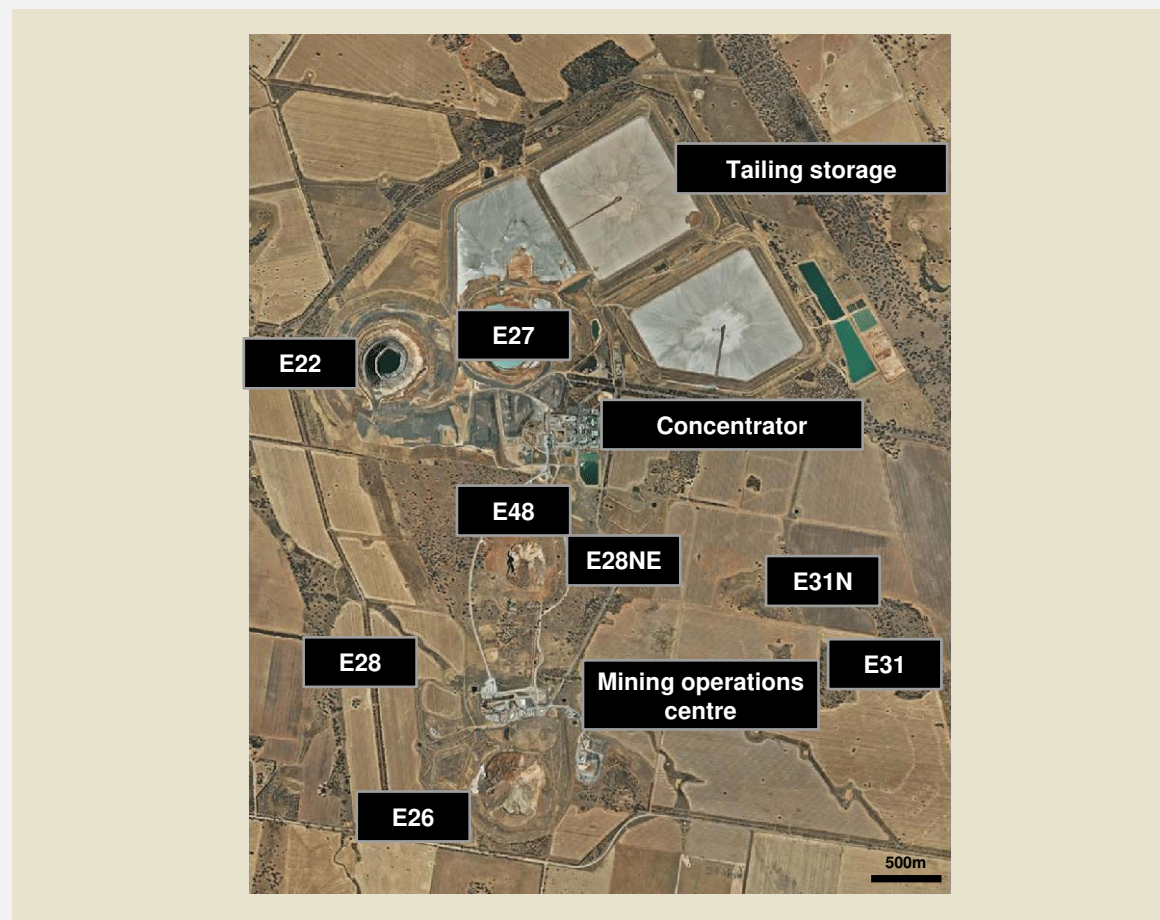 Tailing storage
E27
E22
Concentrator
E48
E28NE
E31N
E28
E31
Mining operations
centre
E26
500m